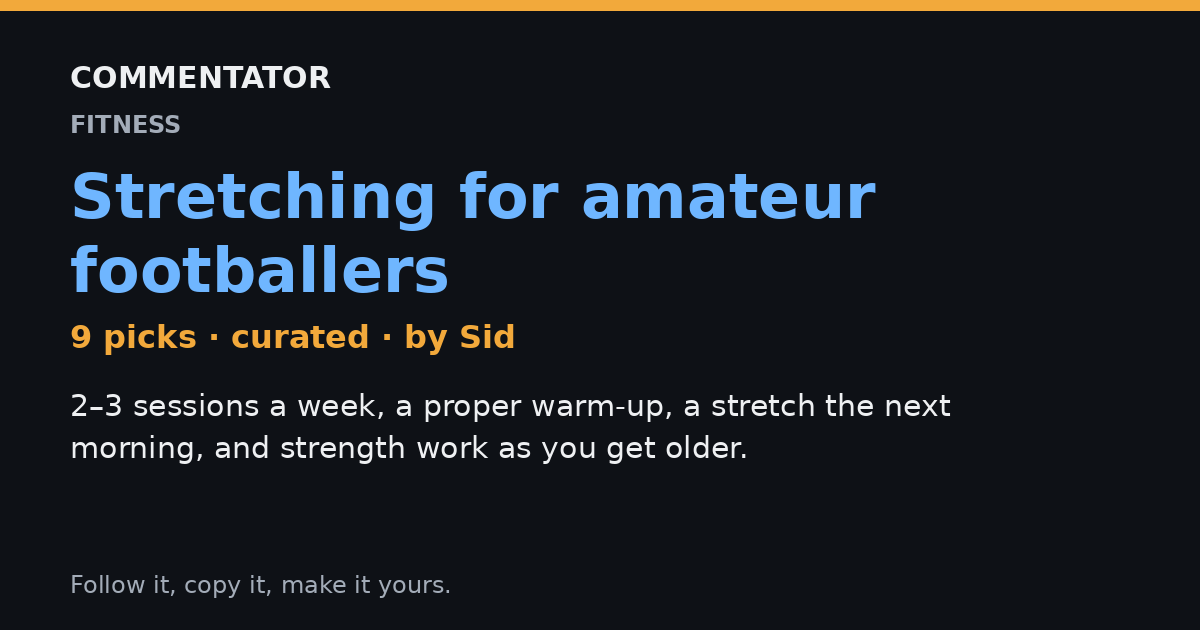 COMMENTATOR
FITNESS
Stretching for amateur
footballers
9 picks · curated · by Sid
2–3 sessions a week, a proper warm-up, a stretch the next
morning, and strength work as you get older.
Follow it, copy it, make it yours.